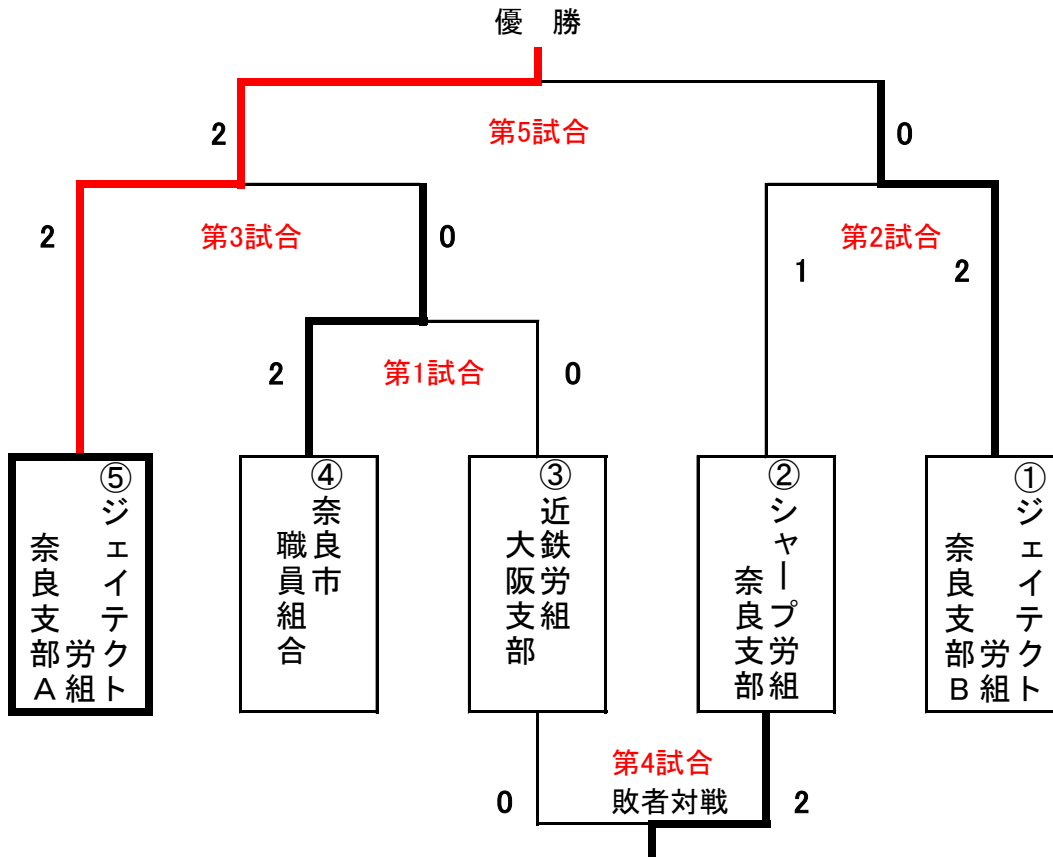 優　勝
2
第5試合
0
2
第3試合
0
第2試合
1
2
2
第1試合
0
⑤ジェイテクト
労組
奈良支部A
④奈良市
職員組合
③近鉄労組
大阪支部
②シャープ労組
奈良支部
①ジェイテクト
労組
奈良支部B
第4試合
0
敗者対戦
2